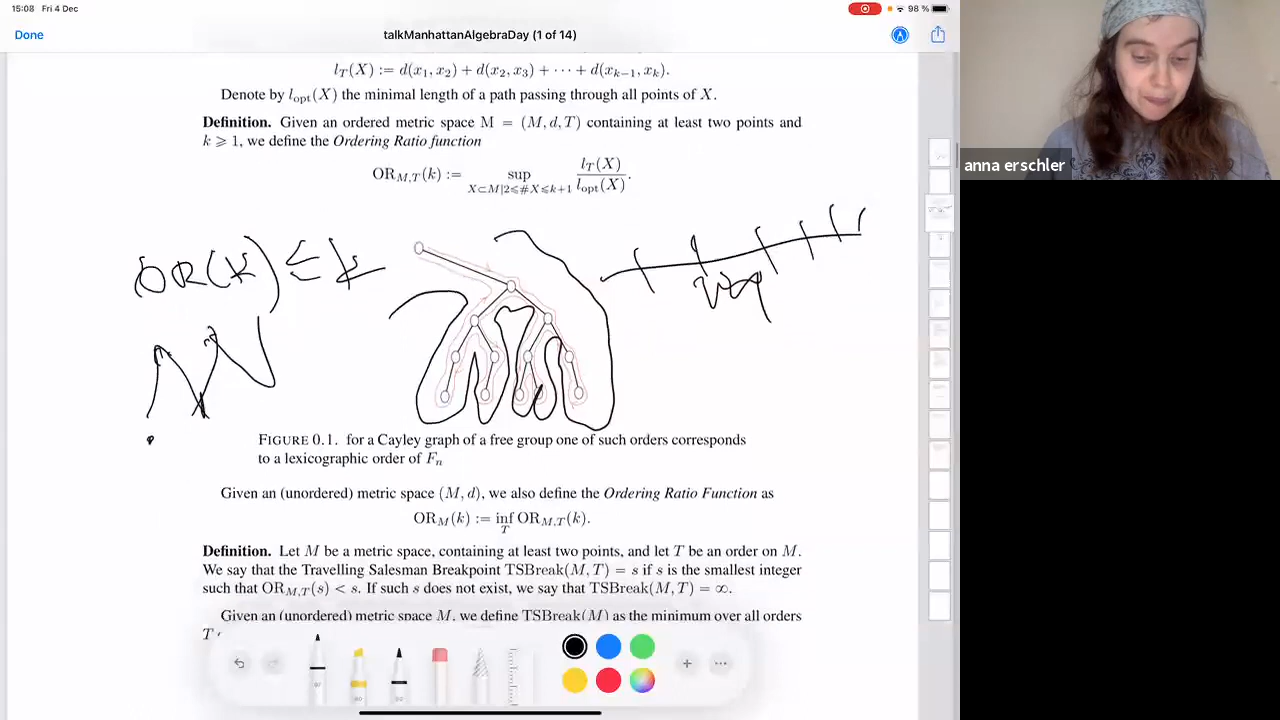 15:08 Fri 4 Dec
98 %
Done
talkManhattanAlgebraDay (1 of 14)
l_T(X) := d(x_1, x_2) + d(x_2, x_3) + ⋯ + d(x_{k−1}, x_k).
Denote by l_opt(X) the minimal length of a path passing through all points of X.
Definition. Given an ordered metric space M = (M, d, T) containing at least two points and
k ⩾ 1, we define the Ordering Ratio function
OR_{M,T}(k) := sup_{X⊂M|2⩽#X⩽k+1} l_T(X)/l_opt(X).
OR(k) ≤ k
FIGURE 0.1. for a Cayley graph of a free group one of such orders corresponds
to a lexicographic order of F_n
Given an (unordered) metric space (M, d), we also define the Ordering Ratio Function as
OR_M(k) := inf_T OR_{M,T}(k).
Definition. Let M be a metric space, containing at least two points, and let T be an order on M.
We say that the Travelling Salesman Breakpoint TSBreak(M, T) = s if s is the smallest integer
such that OR_{M,T}(s) < s. If such s does not exist, we say that TSBreak(M, T) = ∞.
Given an (unordered) metric space M, we define TSBreak(M) as the minimum over all orders
T
anna erschler